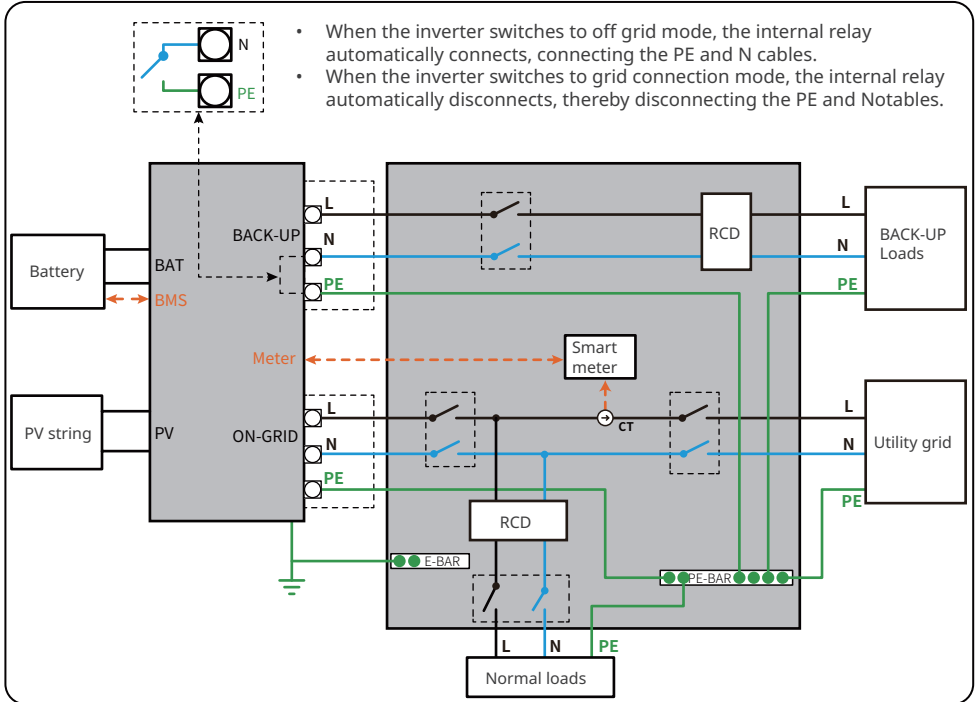 • When the inverter switches to off grid mode, the internal relay
automatically connects, connecting the PE and N cables.
• When the inverter switches to grid connection mode, the internal relay
automatically disconnects, thereby disconnecting the PE and Notables.
N
PE
L
BACK-UP
N
PE
RCD
L
N
PE
BACK-UP
Loads
Battery
BAT
BMS
Meter
Smart
meter
CT
PV string
PV
ON-GRID
L
N
PE
L
N
PE
Utility grid
RCD
E-BAR
PE-BAR
L
N
PE
Normal loads